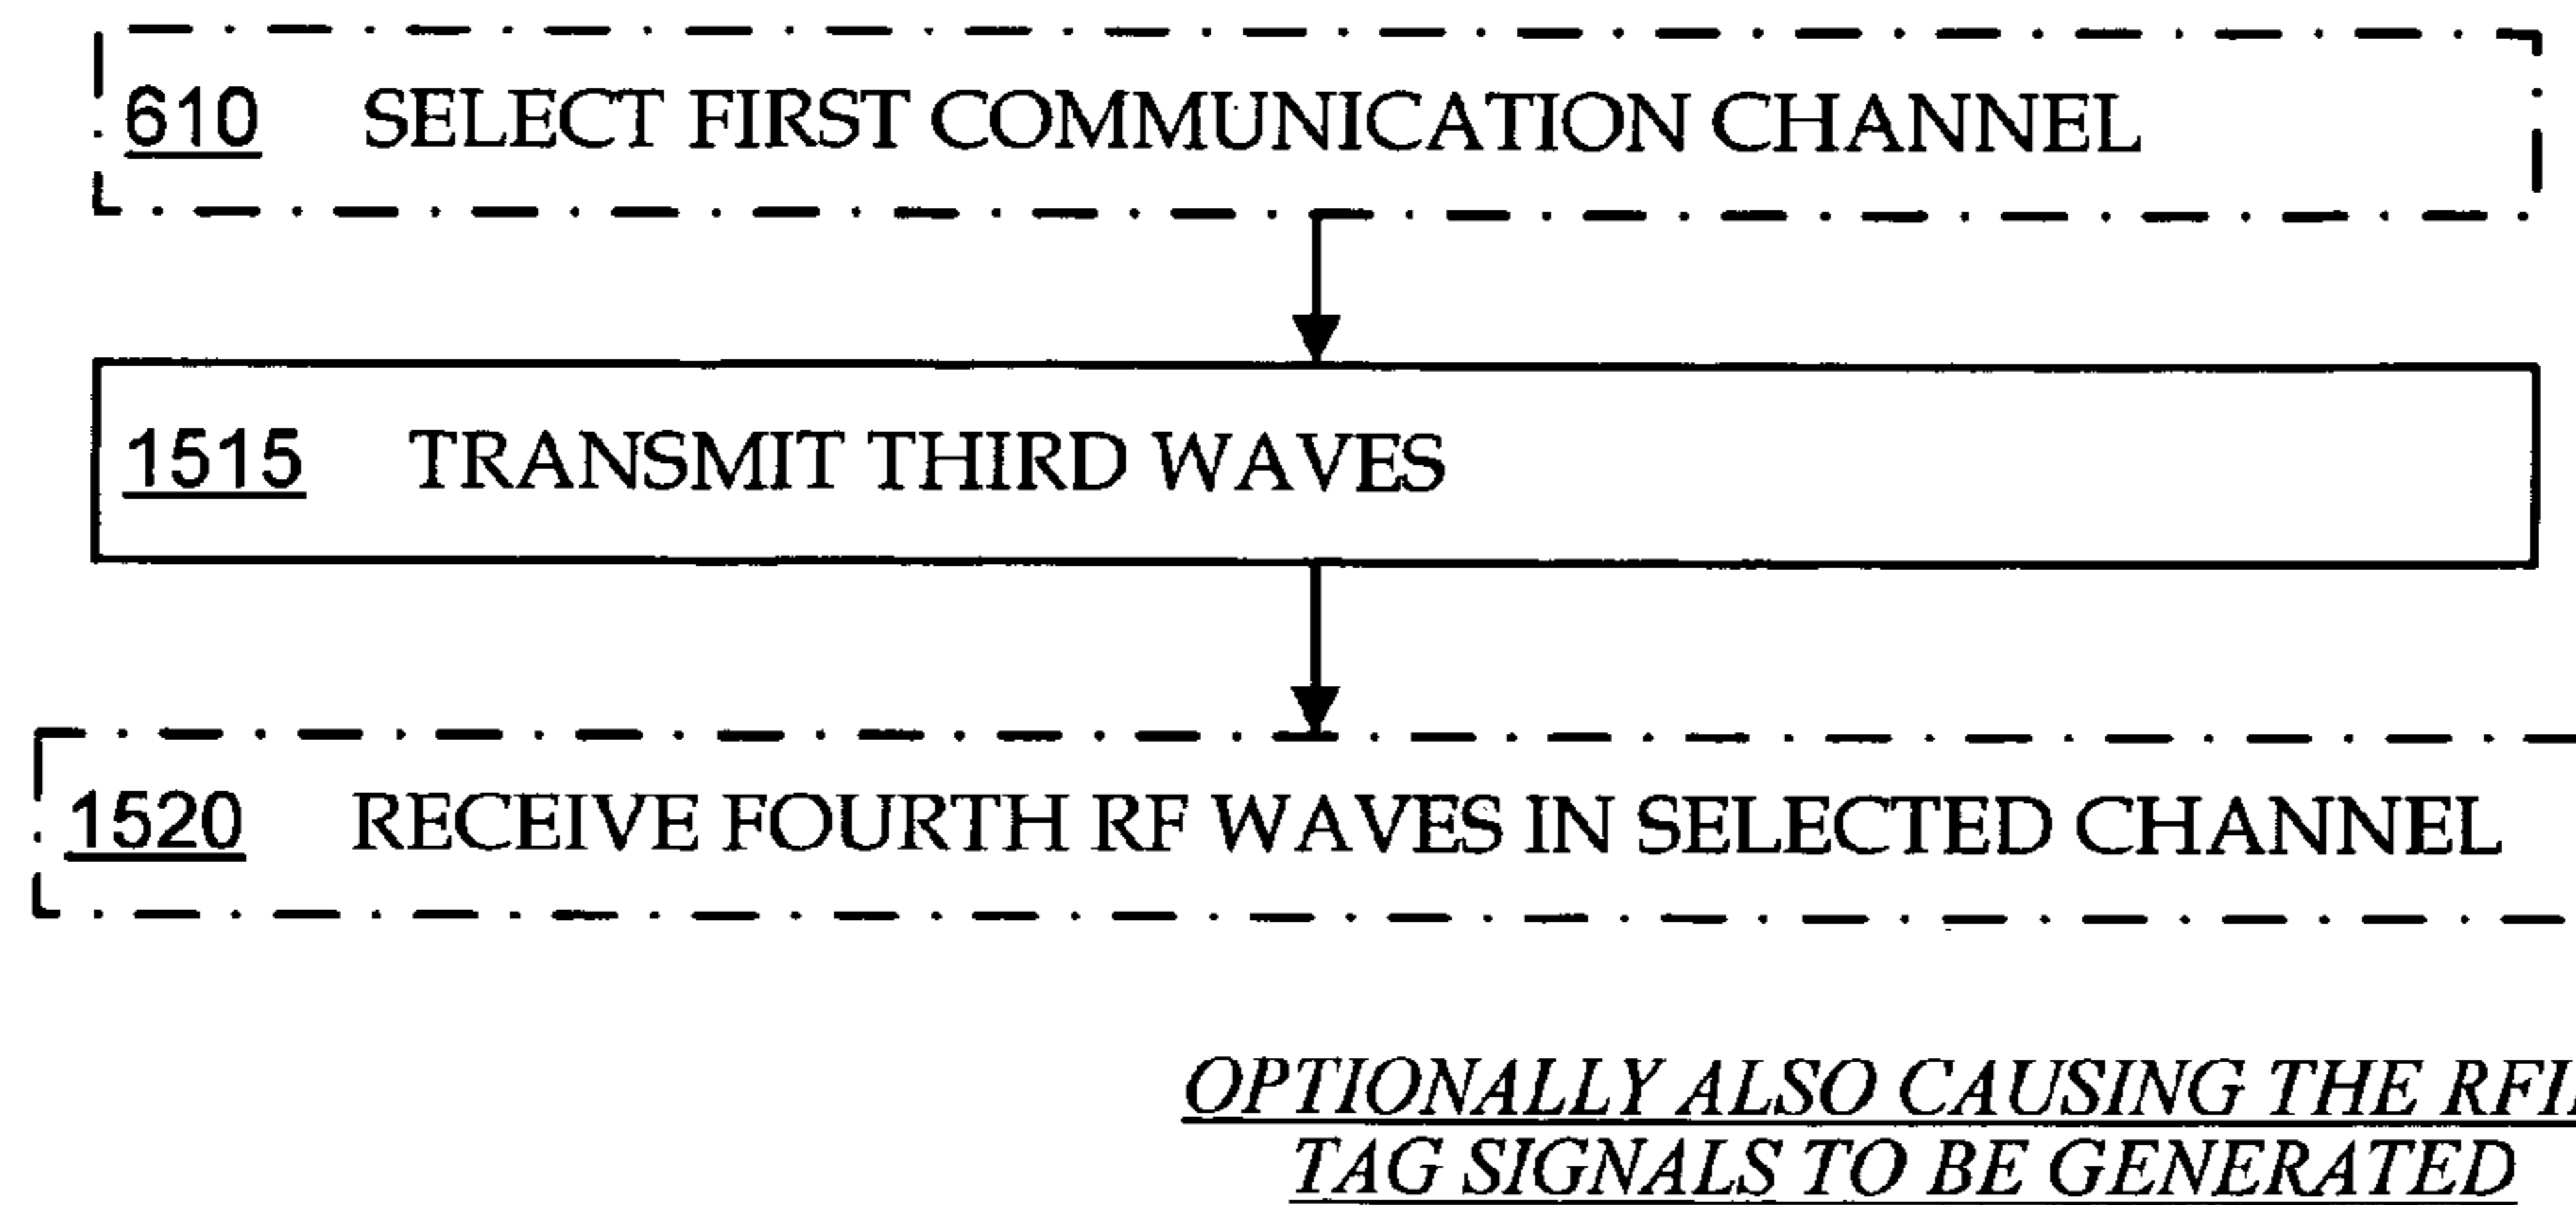 610 SELECT FIRST COMMUNICATION CHANNEL
1515 TRANSMIT THIRD WAVES
1520 RECEIVE FOURTH RF WAVES IN SELECTED CHANNEL
OPTIONALLY ALSO CAUSING THE
TAG SIGNALS TO BE GENERATED